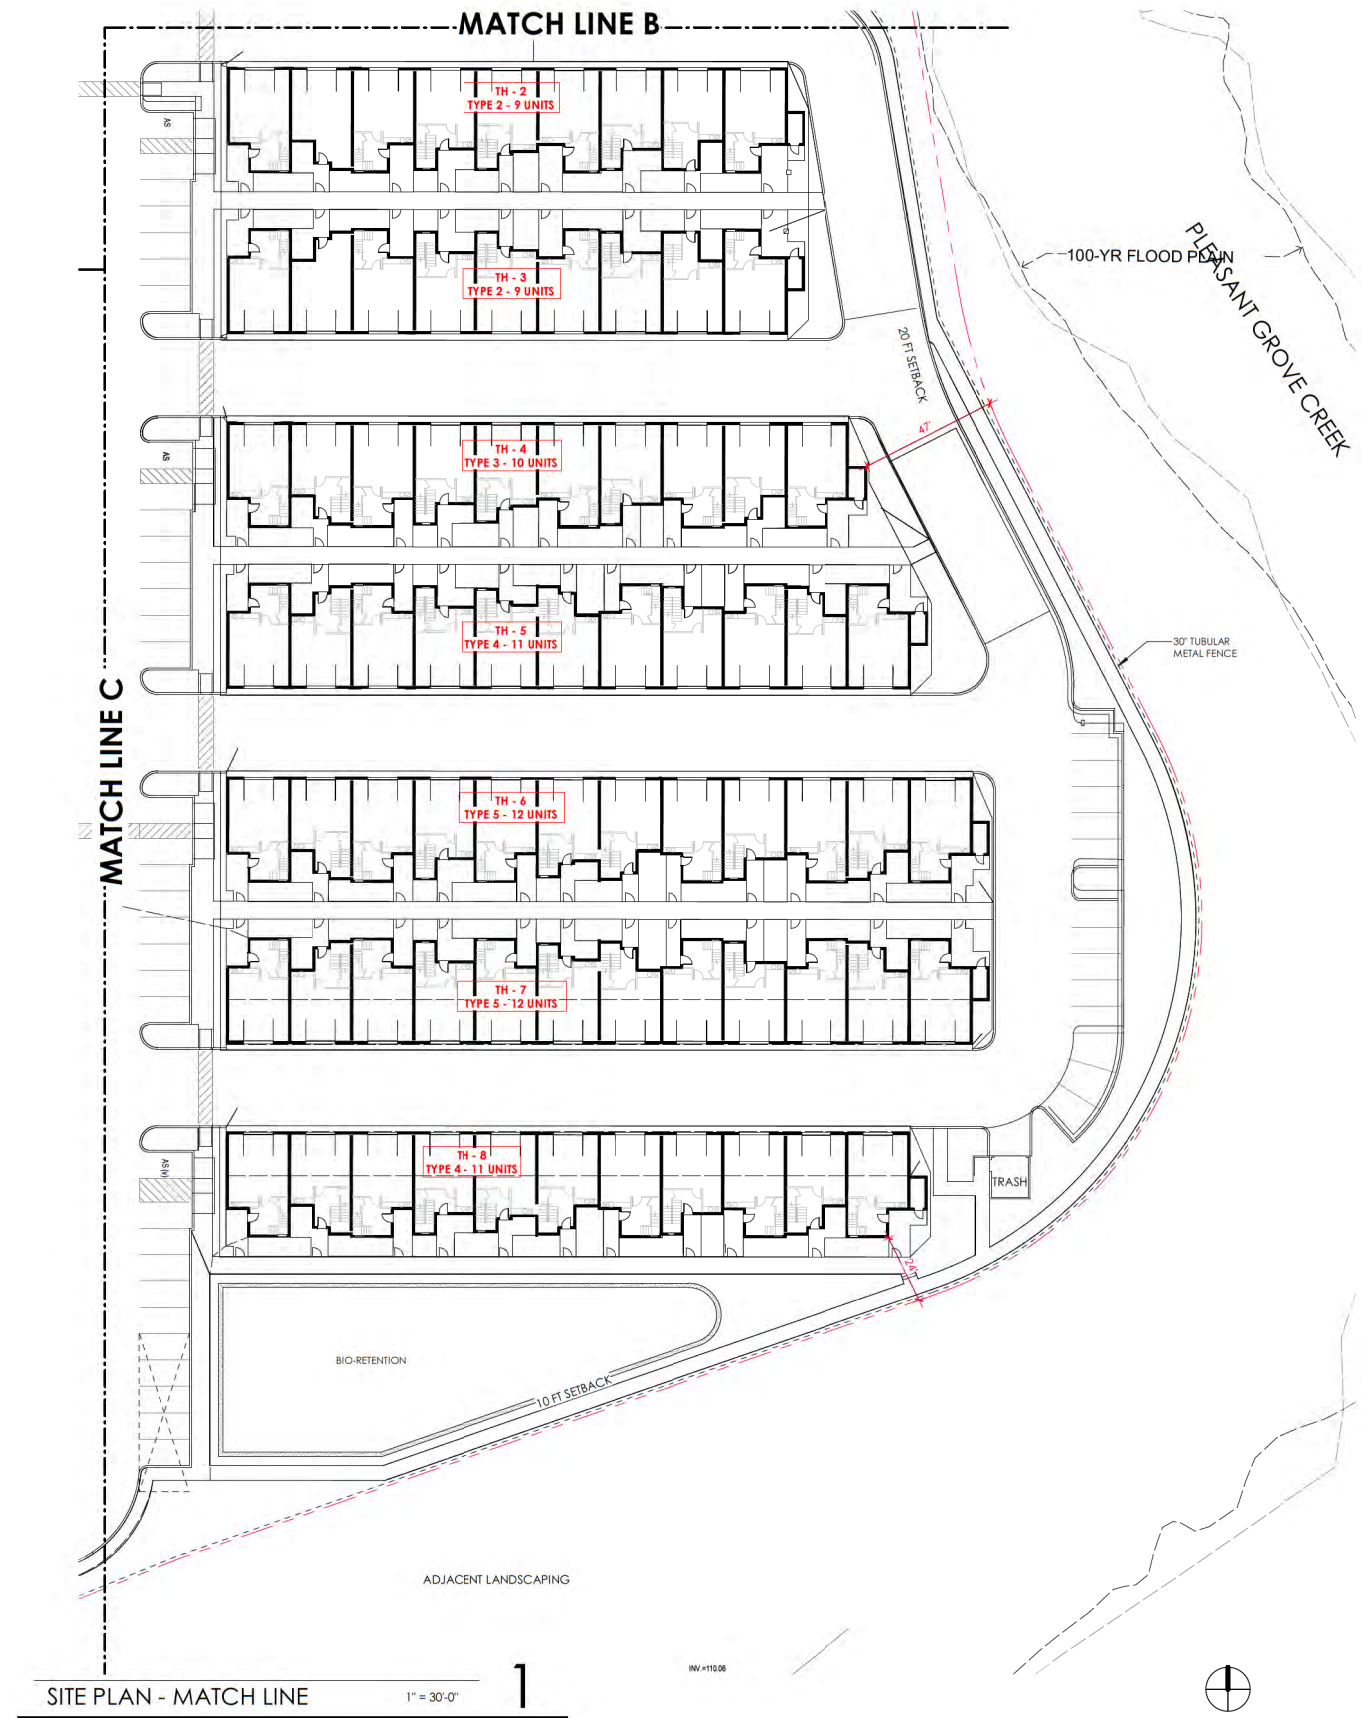 MATCH LINE B
TH - 2
TYPE 2 - 9 UNITS
AS
TH - 3
TYPE 2 - 9 UNITS
100-YR FLOOD PLAIN
PLEASANT GROVE CREEK
20 FT SETBACK
47'
TH - 4
TYPE 3 - 10 UNITS
AS
TH - 5
TYPE 4 - 11 UNITS
30" TUBULAR
METAL FENCE
MATCH LINE C
TH - 6
TYPE 5 - 12 UNITS
TH - 7
TYPE 5 - 12 UNITS
TH - 8
TYPE 4 - 11 UNITS
AS (v)
TRASH
24'
BIO-RETENTION
10 FT SETBACK
ADJACENT LANDSCAPING
INV.=110.06
SITE PLAN - MATCH LINE
1" = 30'-0"
1